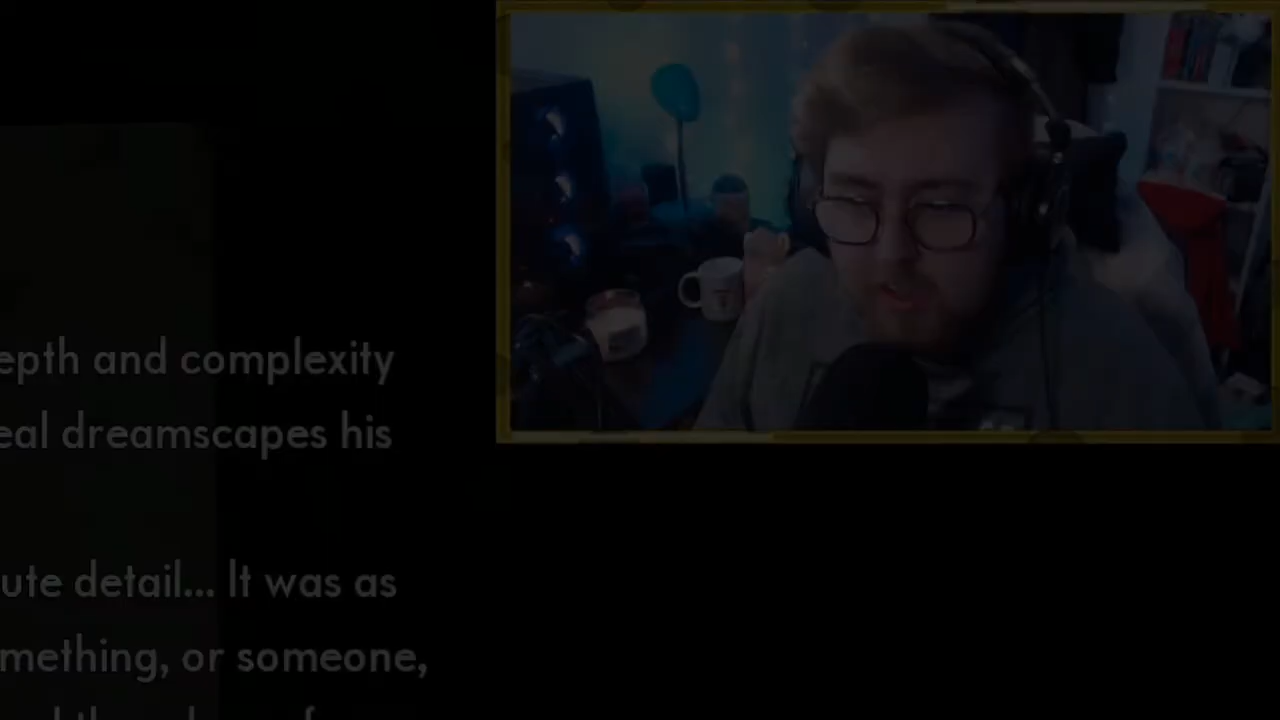 epth and complexity
eal dreamscapes his
ute detail... It was as
mething, or someone,